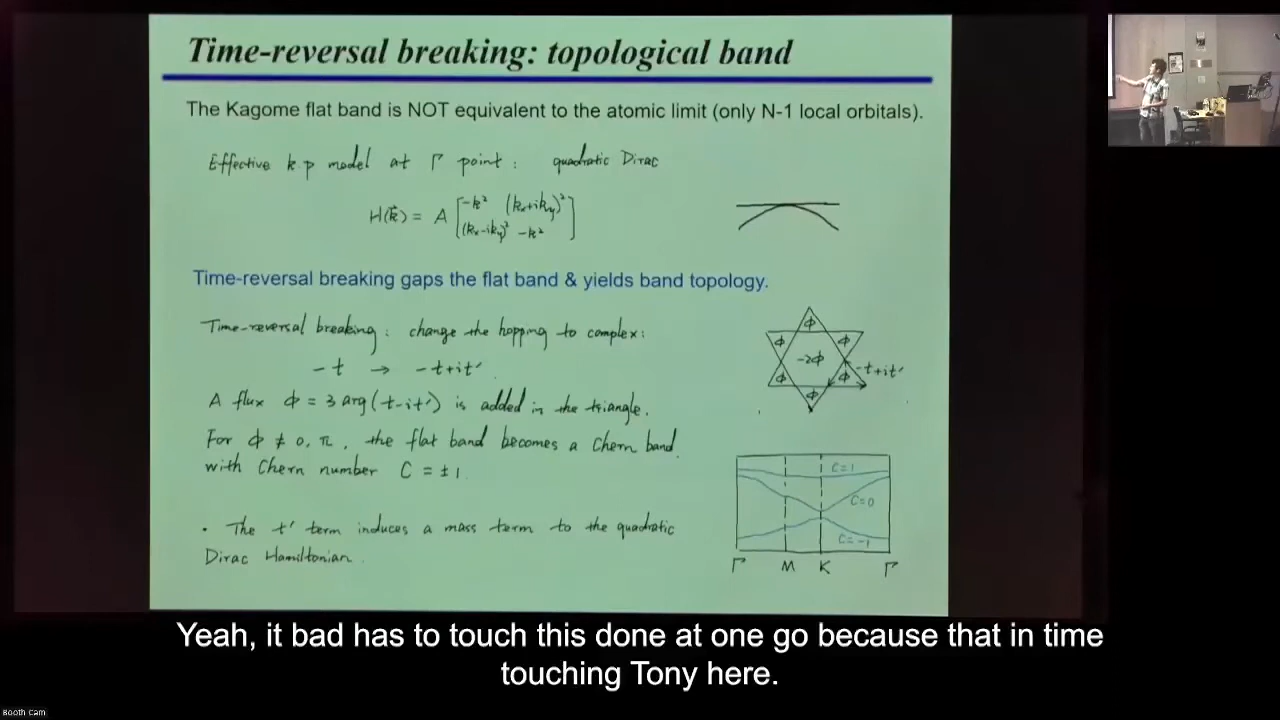 Time-reversal breaking: topological band
The Kagome flat band is NOT equivalent to the atomic limit (only N-1 local orbitals).
Effective k·p model at Γ point : quadratic Dirac
H(k⃗) = A [ -k² (kx+iky)²
(kx-iky)² -k² ]
Time-reversal breaking gaps the flat band & yields band topology.
Time-reversal breaking : change the hopping to complex :
-t → -t+it′
A flux ϕ = 3 arg(t-it′) is added in the triangle.
For ϕ ≠ 0, π, the flat band becomes a Chern band
with Chern number C = ±1
· The t′ term induces a mass term to the quadratic
Dirac Hamiltonian.
ϕ
ϕ ϕ
-2ϕ
-t+it′
ϕ ϕ
ϕ
C=1
C=0
C=-1
Γ M K Γ
Yeah, it bad has to touch this done at one go because that in time
touching Tony here.
Booth Cam